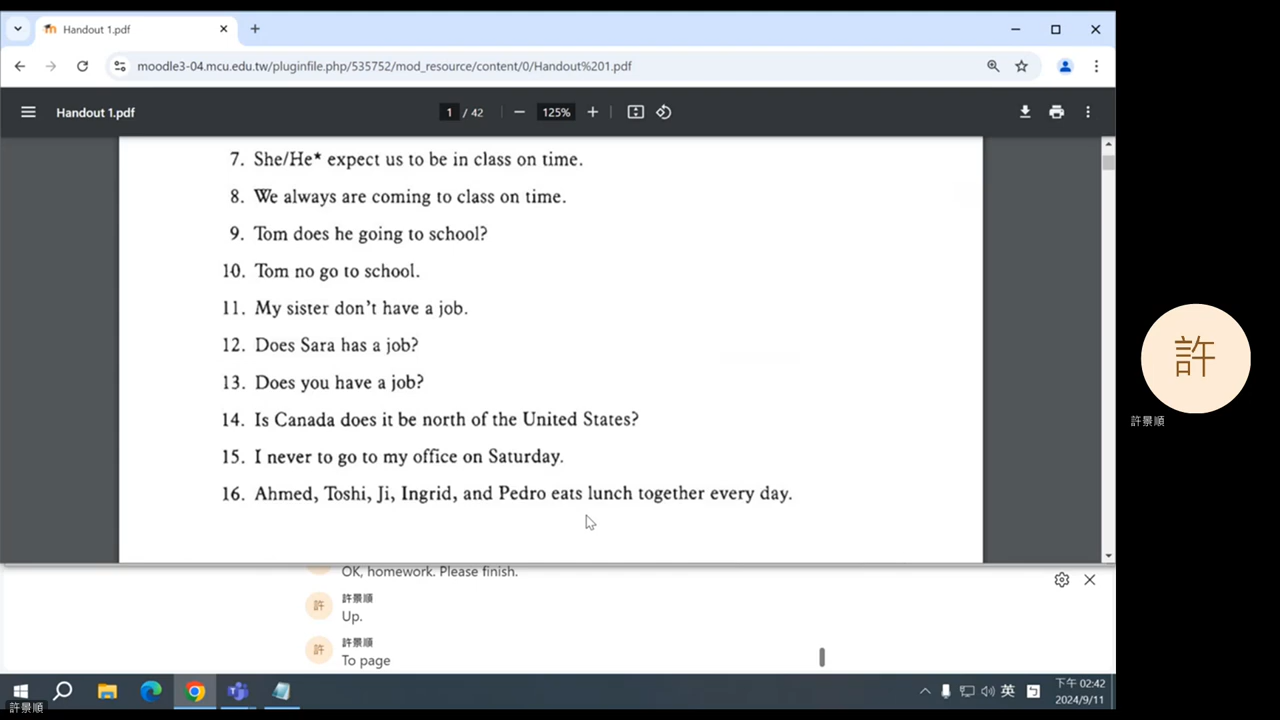 Handout 1.pdf
moodle3-04.mcu.edu.tw/pluginfile.php/535752/mod_resource/content/0/Handout%201.pdf
Handout 1.pdf
1 / 42
125%
7. She/He* expect us to be in class on time.
8. We always are coming to class on time.
9. Tom does he going to school?
10. Tom no go to school.
11. My sister don't have a job.
12. Does Sara has a job?
13. Does you have a job?
14. Is Canada does it be north of the United States?
15. I never to go to my office on Saturday.
16. Ahmed, Toshi, Ji, Ingrid, and Pedro eats lunch together every day.
許
許景順
OK, homework. Please finish.
許
許景順
Up.
許
許景順
To page
英
ㄅ
下午 02:42
2024/9/11
許景順